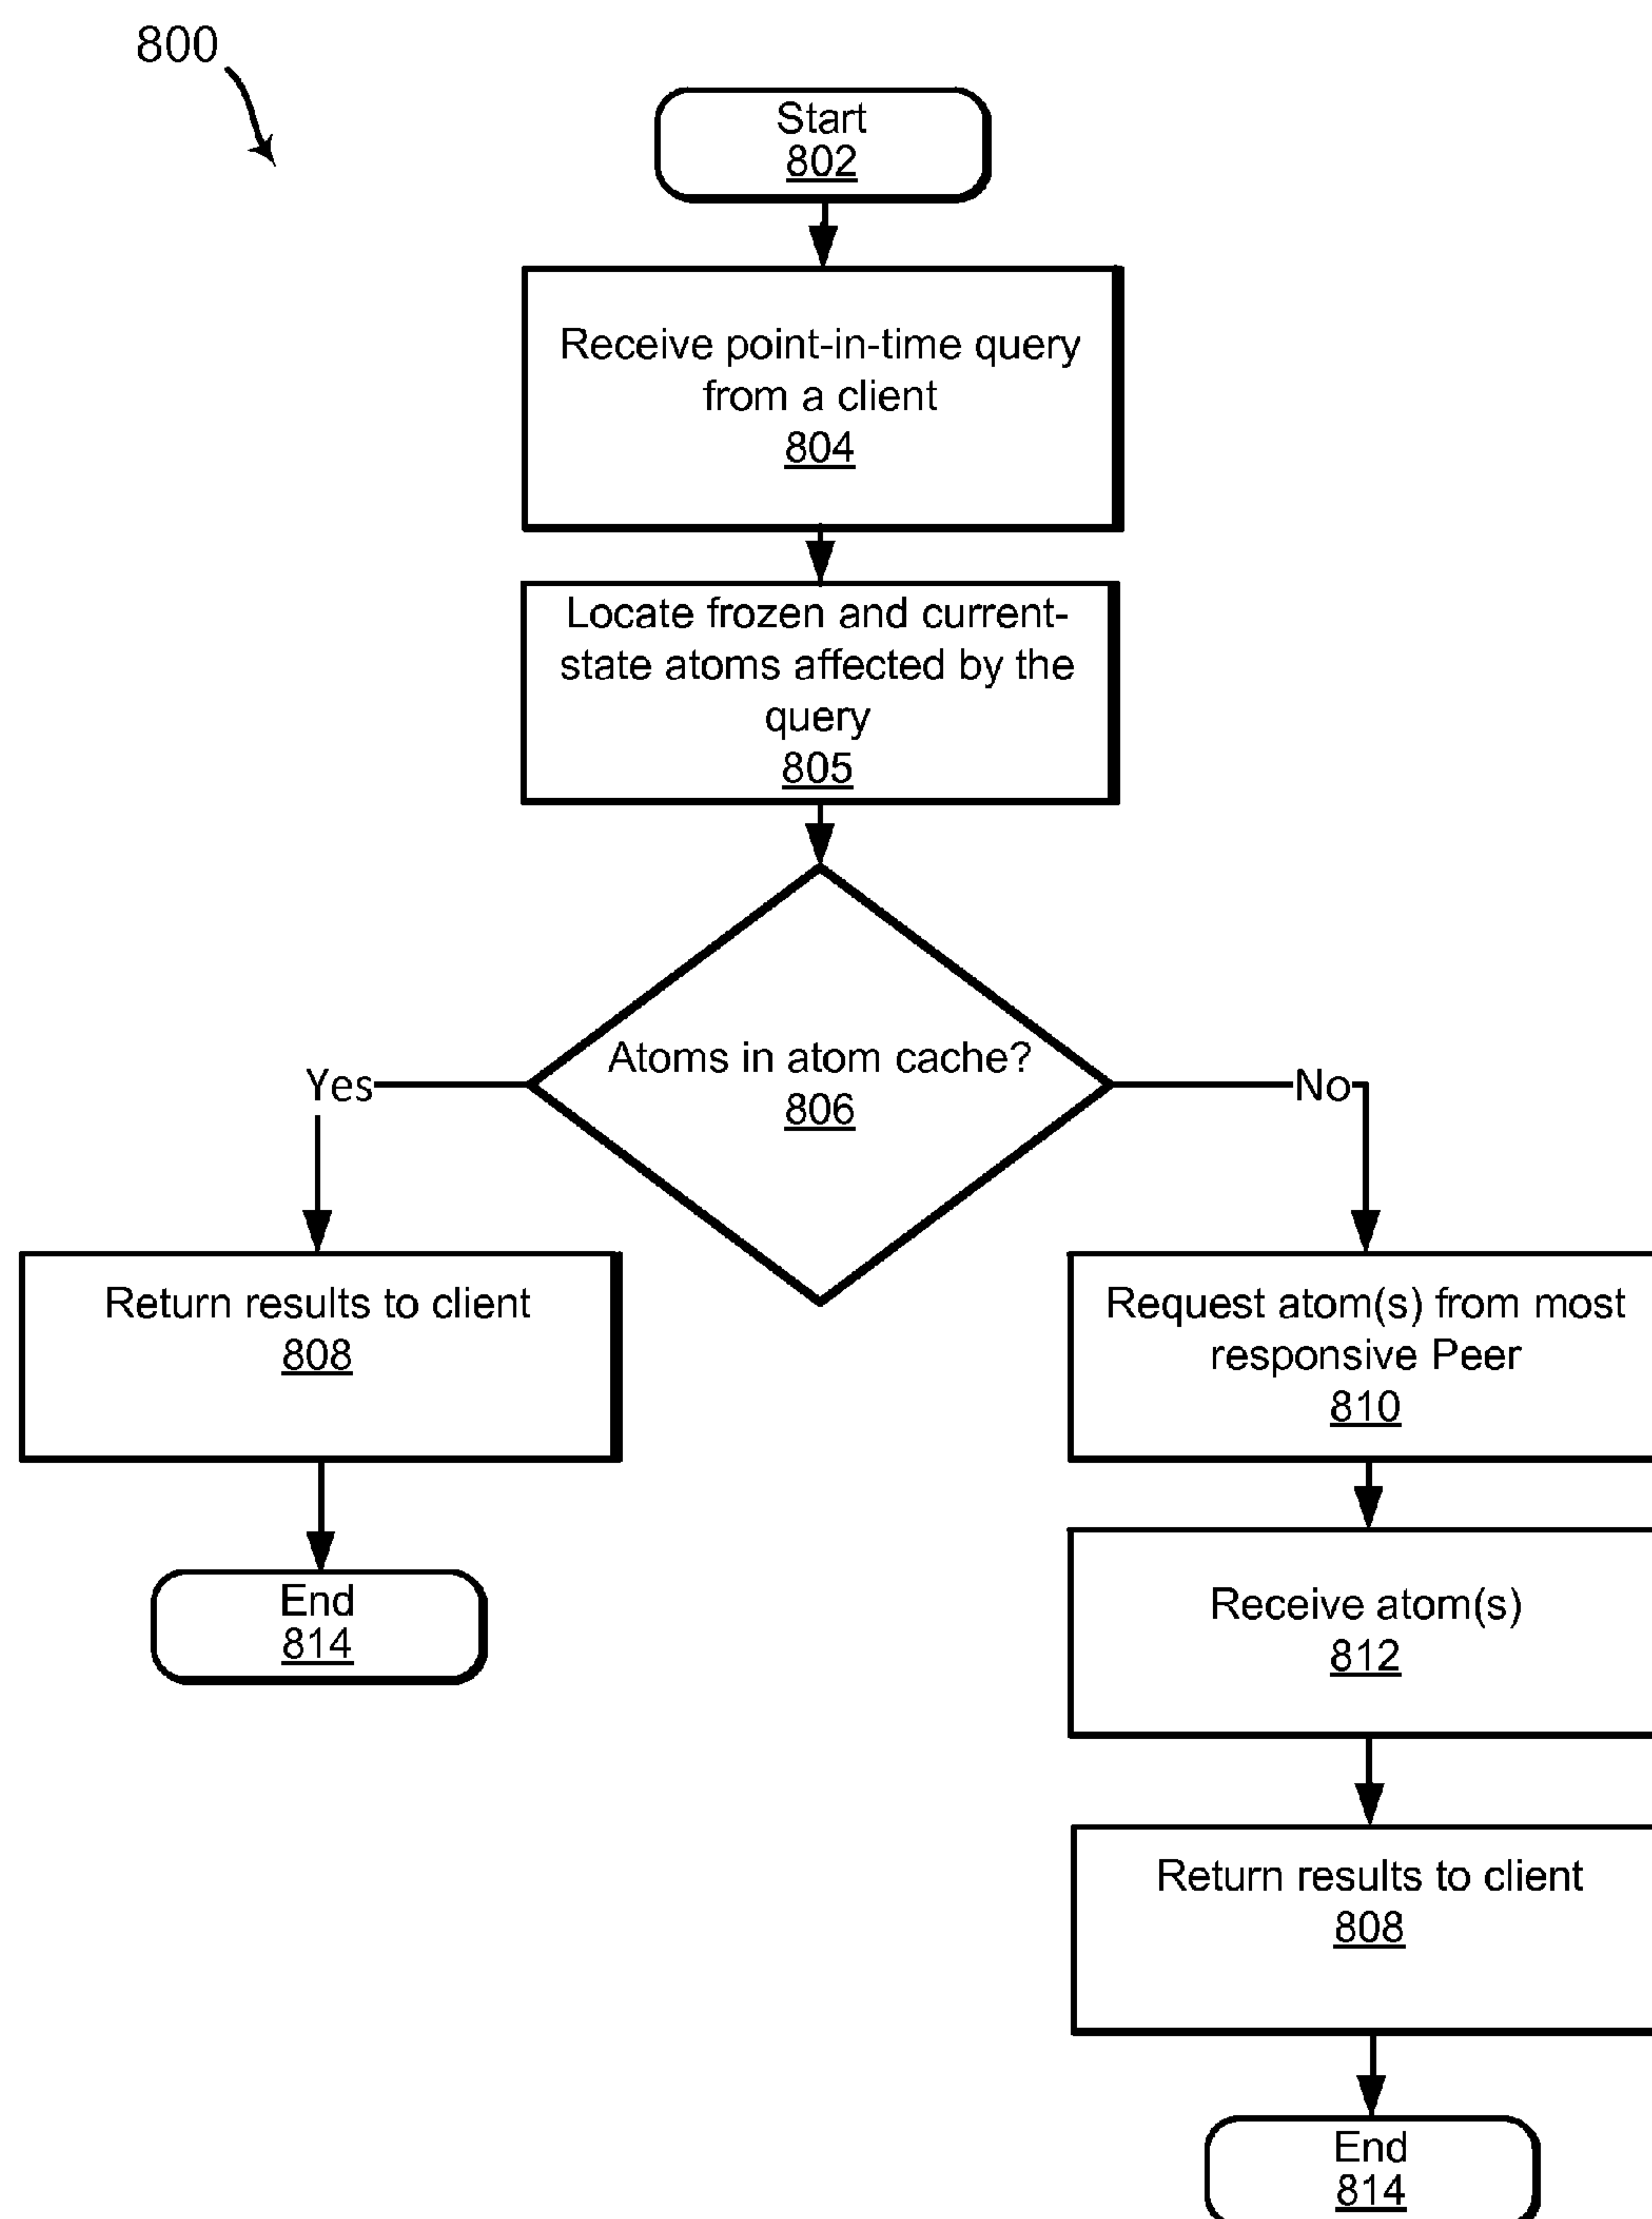 800
Start
802
Receive point-in-time query
from a client
804
Locate frozen and current-
state atoms affected by the
query
805
Atoms in atom cache?
806
Yes
No
Return results to client
808
End
814
Request atom(s) from most
responsive Peer
810
Receive atom(s)
812
Return results to client
808
End
814